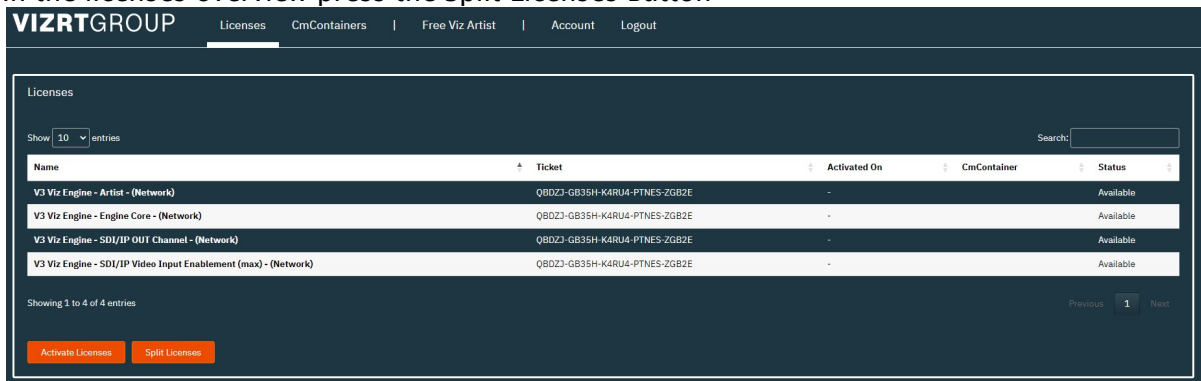 In the licenses overview press the Split Licenses Button
VIZRTGROUP Licenses CmContainers | Free Viz Artist | Account Logout
Licenses
Show 10 entries Search:
Name Ticket Activated On CmContainer Status
V3 Viz Engine - Artist - (Network) QBDZJ-GB35H-K4RU4-PTNES-ZGB2E - Available
V3 Viz Engine - Engine Core - (Network) QBDZJ-GB35H-K4RU4-PTNES-ZGB2E - Available
V3 Viz Engine - SDI/IP OUT Channel - (Network) QBDZJ-GB35H-K4RU4-PTNES-ZGB2E - Available
V3 Viz Engine - SDI/IP Video Input Enablement (max) - (Network) QBDZJ-GB35H-K4RU4-PTNES-ZGB2E - Available
Showing 1 to 4 of 4 entries Previous 1 Next
Activate Licenses Split Licenses